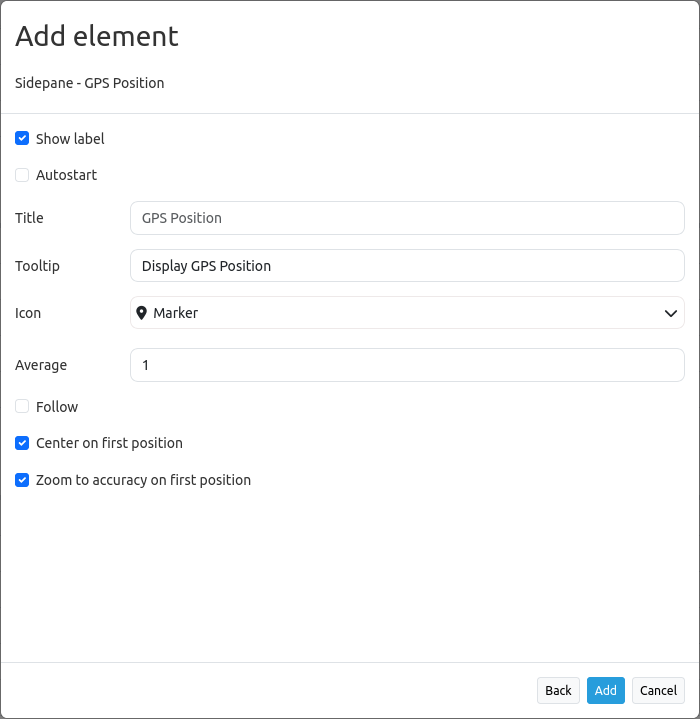 Add element
Sidepane - GPS Position
Show label
Autostart
Title GPS Position
Tooltip Display GPS Position
Icon Marker
Average 1
Follow
Center on first position
Zoom to accuracy on first position
Back Add Cancel